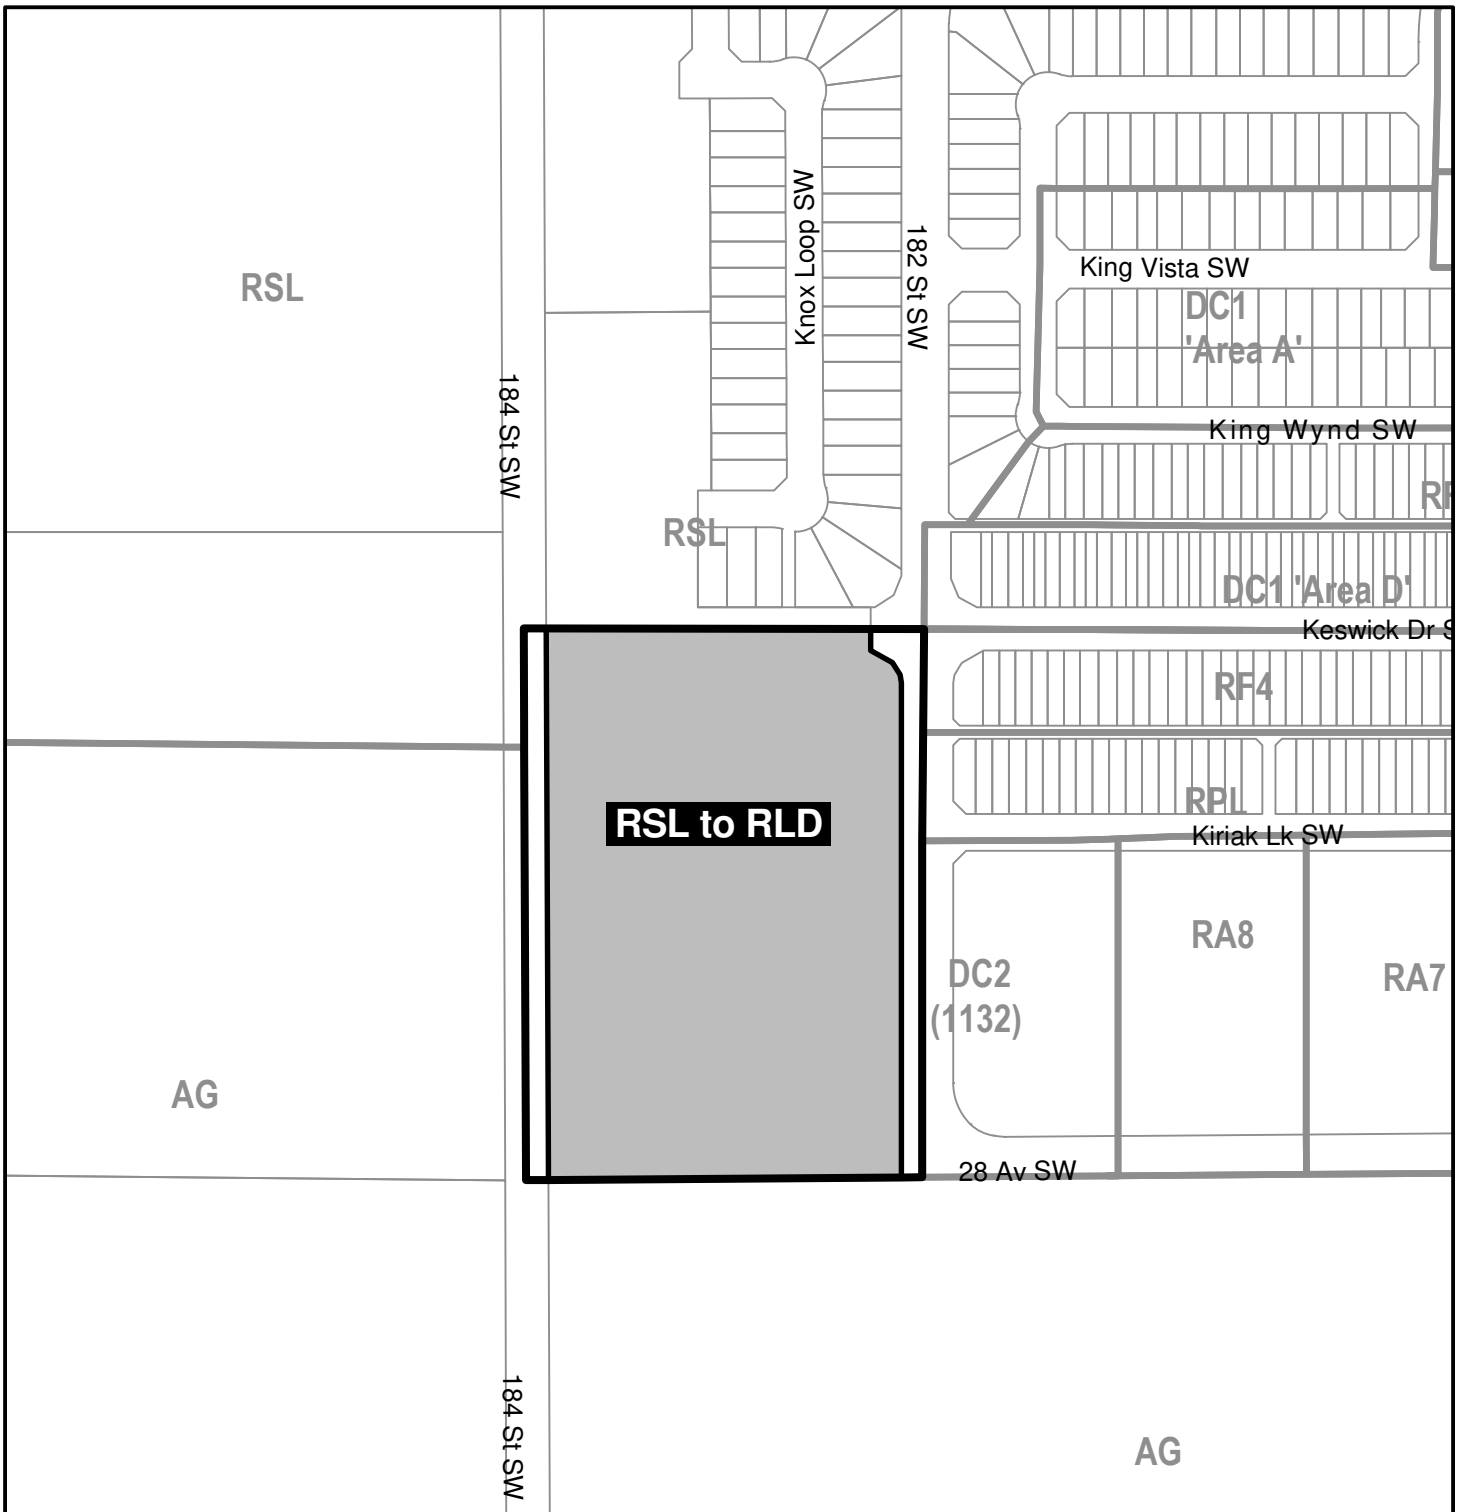 Knox Loop SW
182 St SW
King Vista SW
RSL
DC1
'Area A'
184 St SW
King Wynd SW
RSL
DC1 'Area D'
Keswick Dr
RF4
RSL to RLD
RPL
Kiriak Lk SW
RA8
DC2
(1132)
RA7
AG
28 Av SW
184 St SW
AG